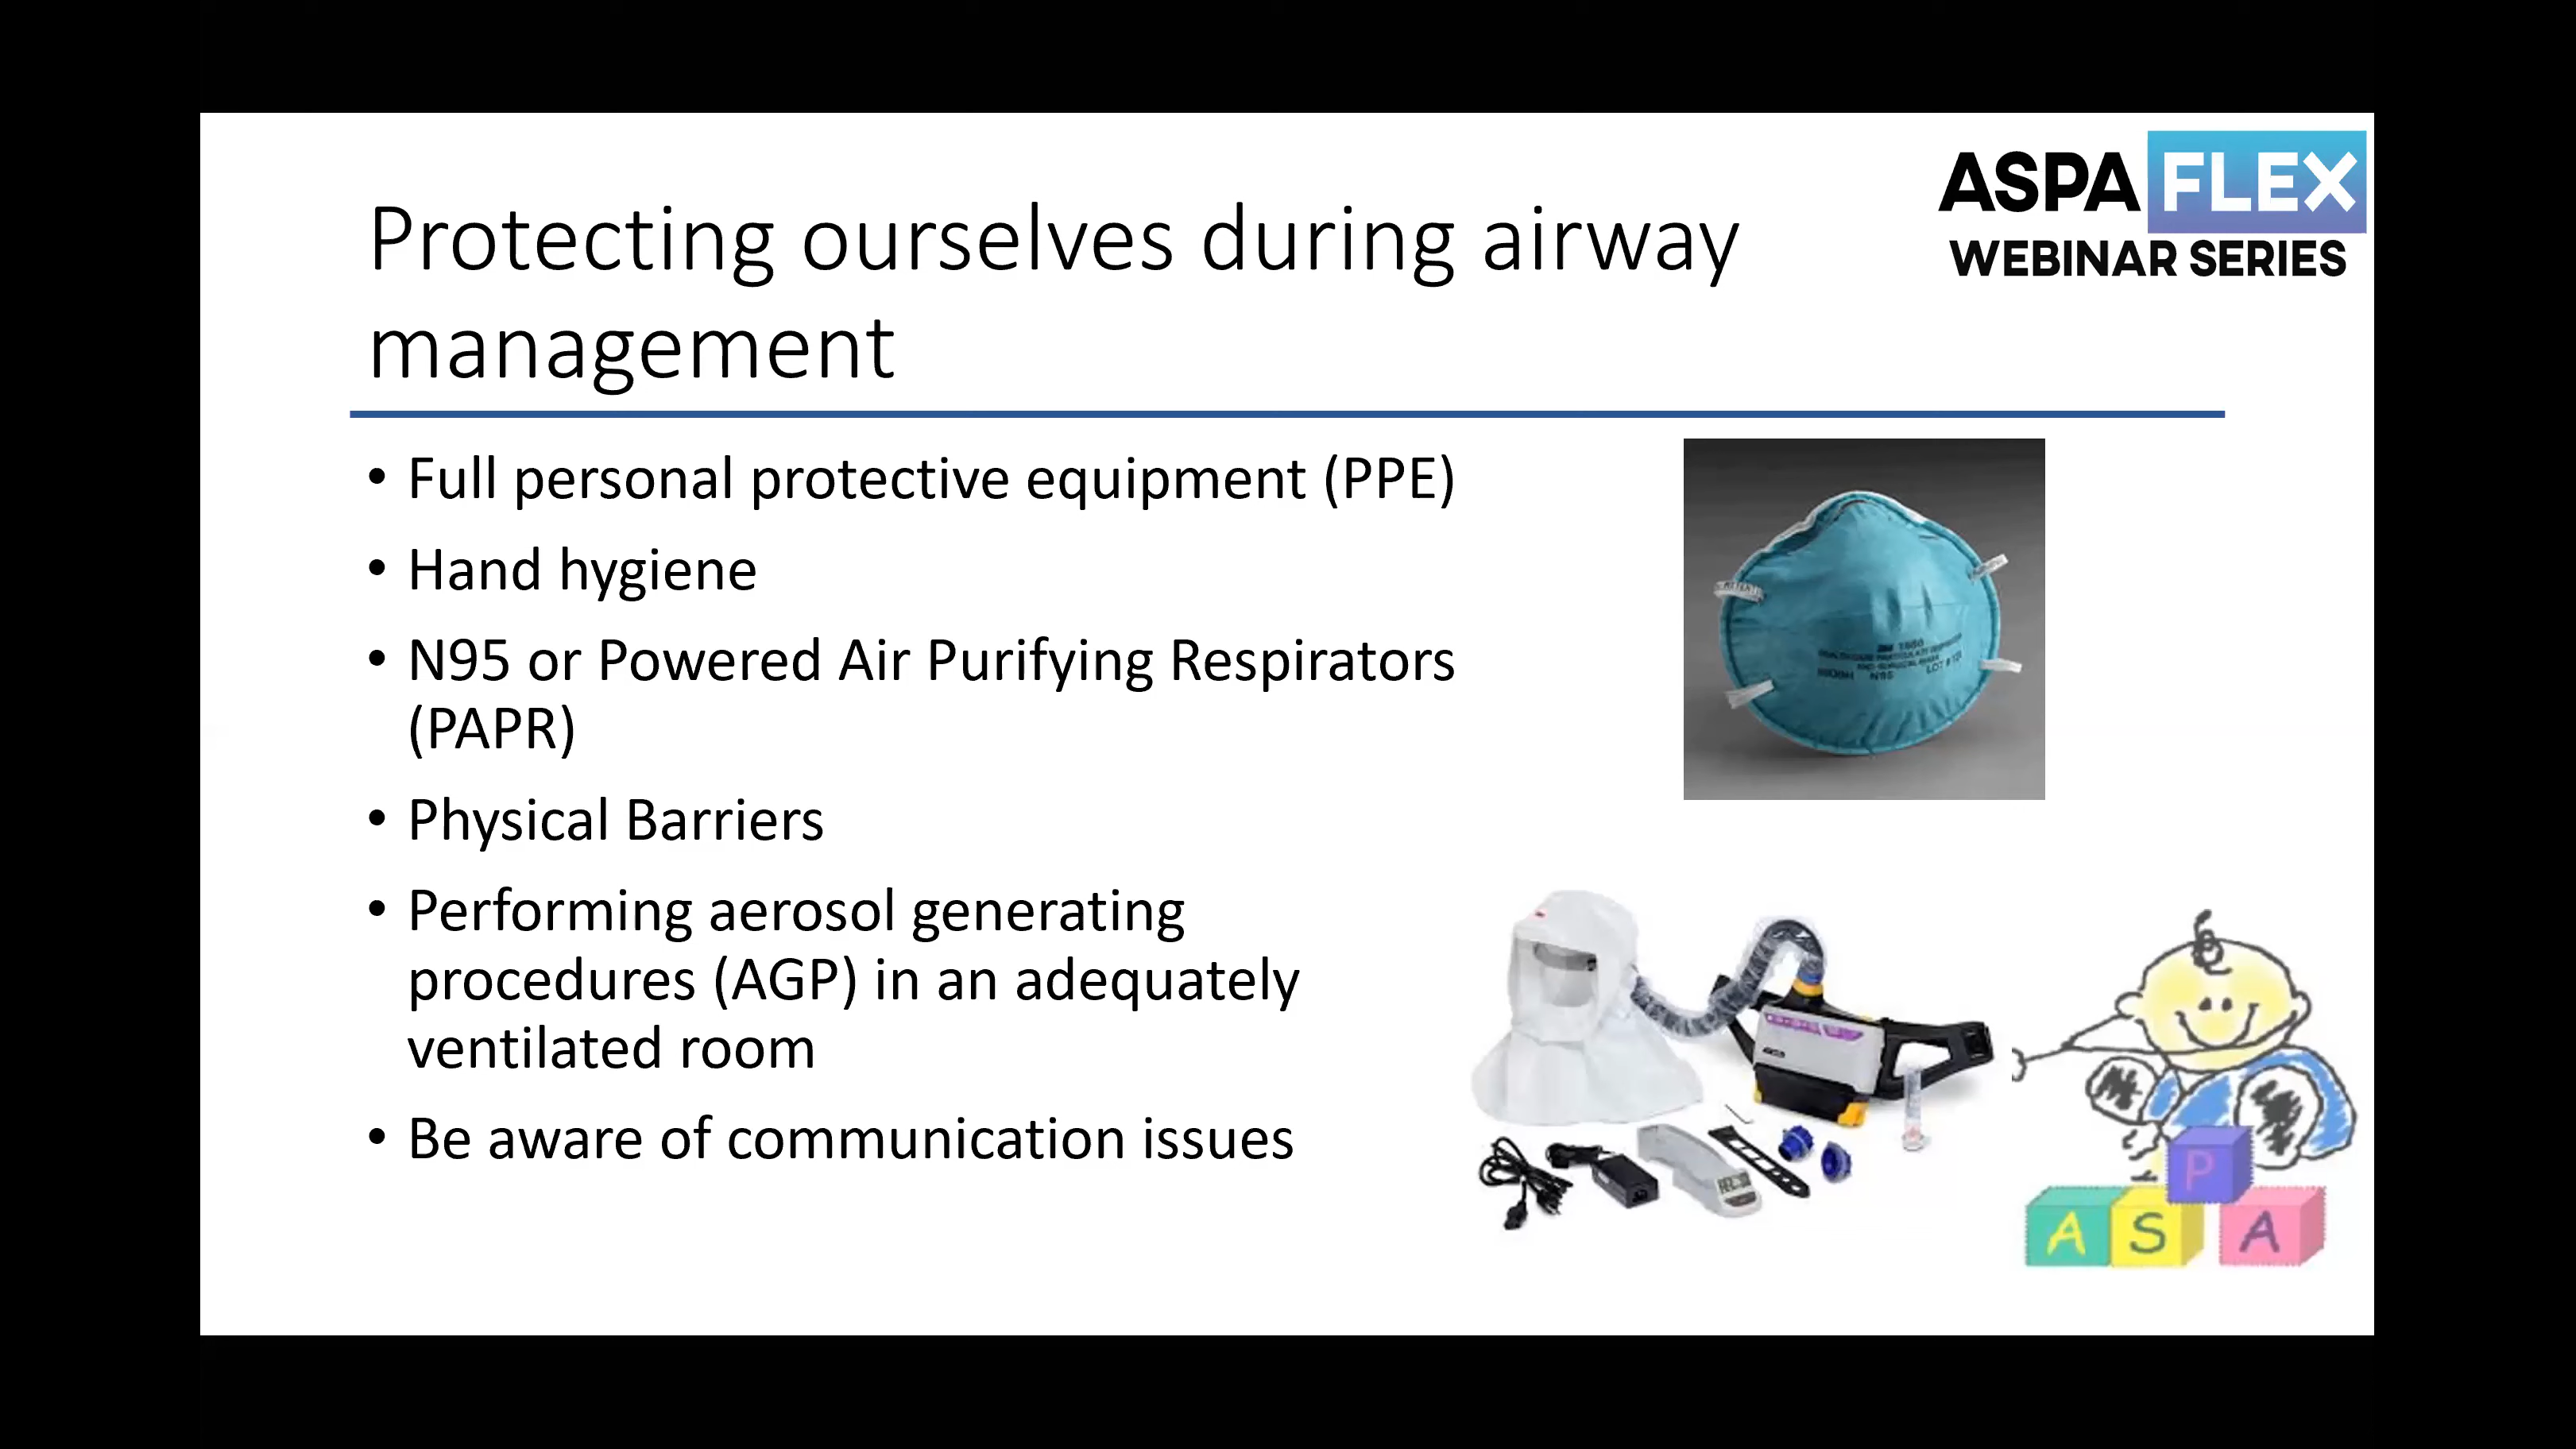 ASPA FLEX
WEBINAR SERIES
Protecting ourselves during airway
management
• Full personal protective equipment (PPE)
• Hand hygiene
• N95 or Powered Air Purifying Respirators
(PAPR)
• Physical Barriers
• Performing aerosol generating
procedures (AGP) in an adequately
ventilated room
• Be aware of communication issues
3M 1860
N95
LOT #
P
A S A